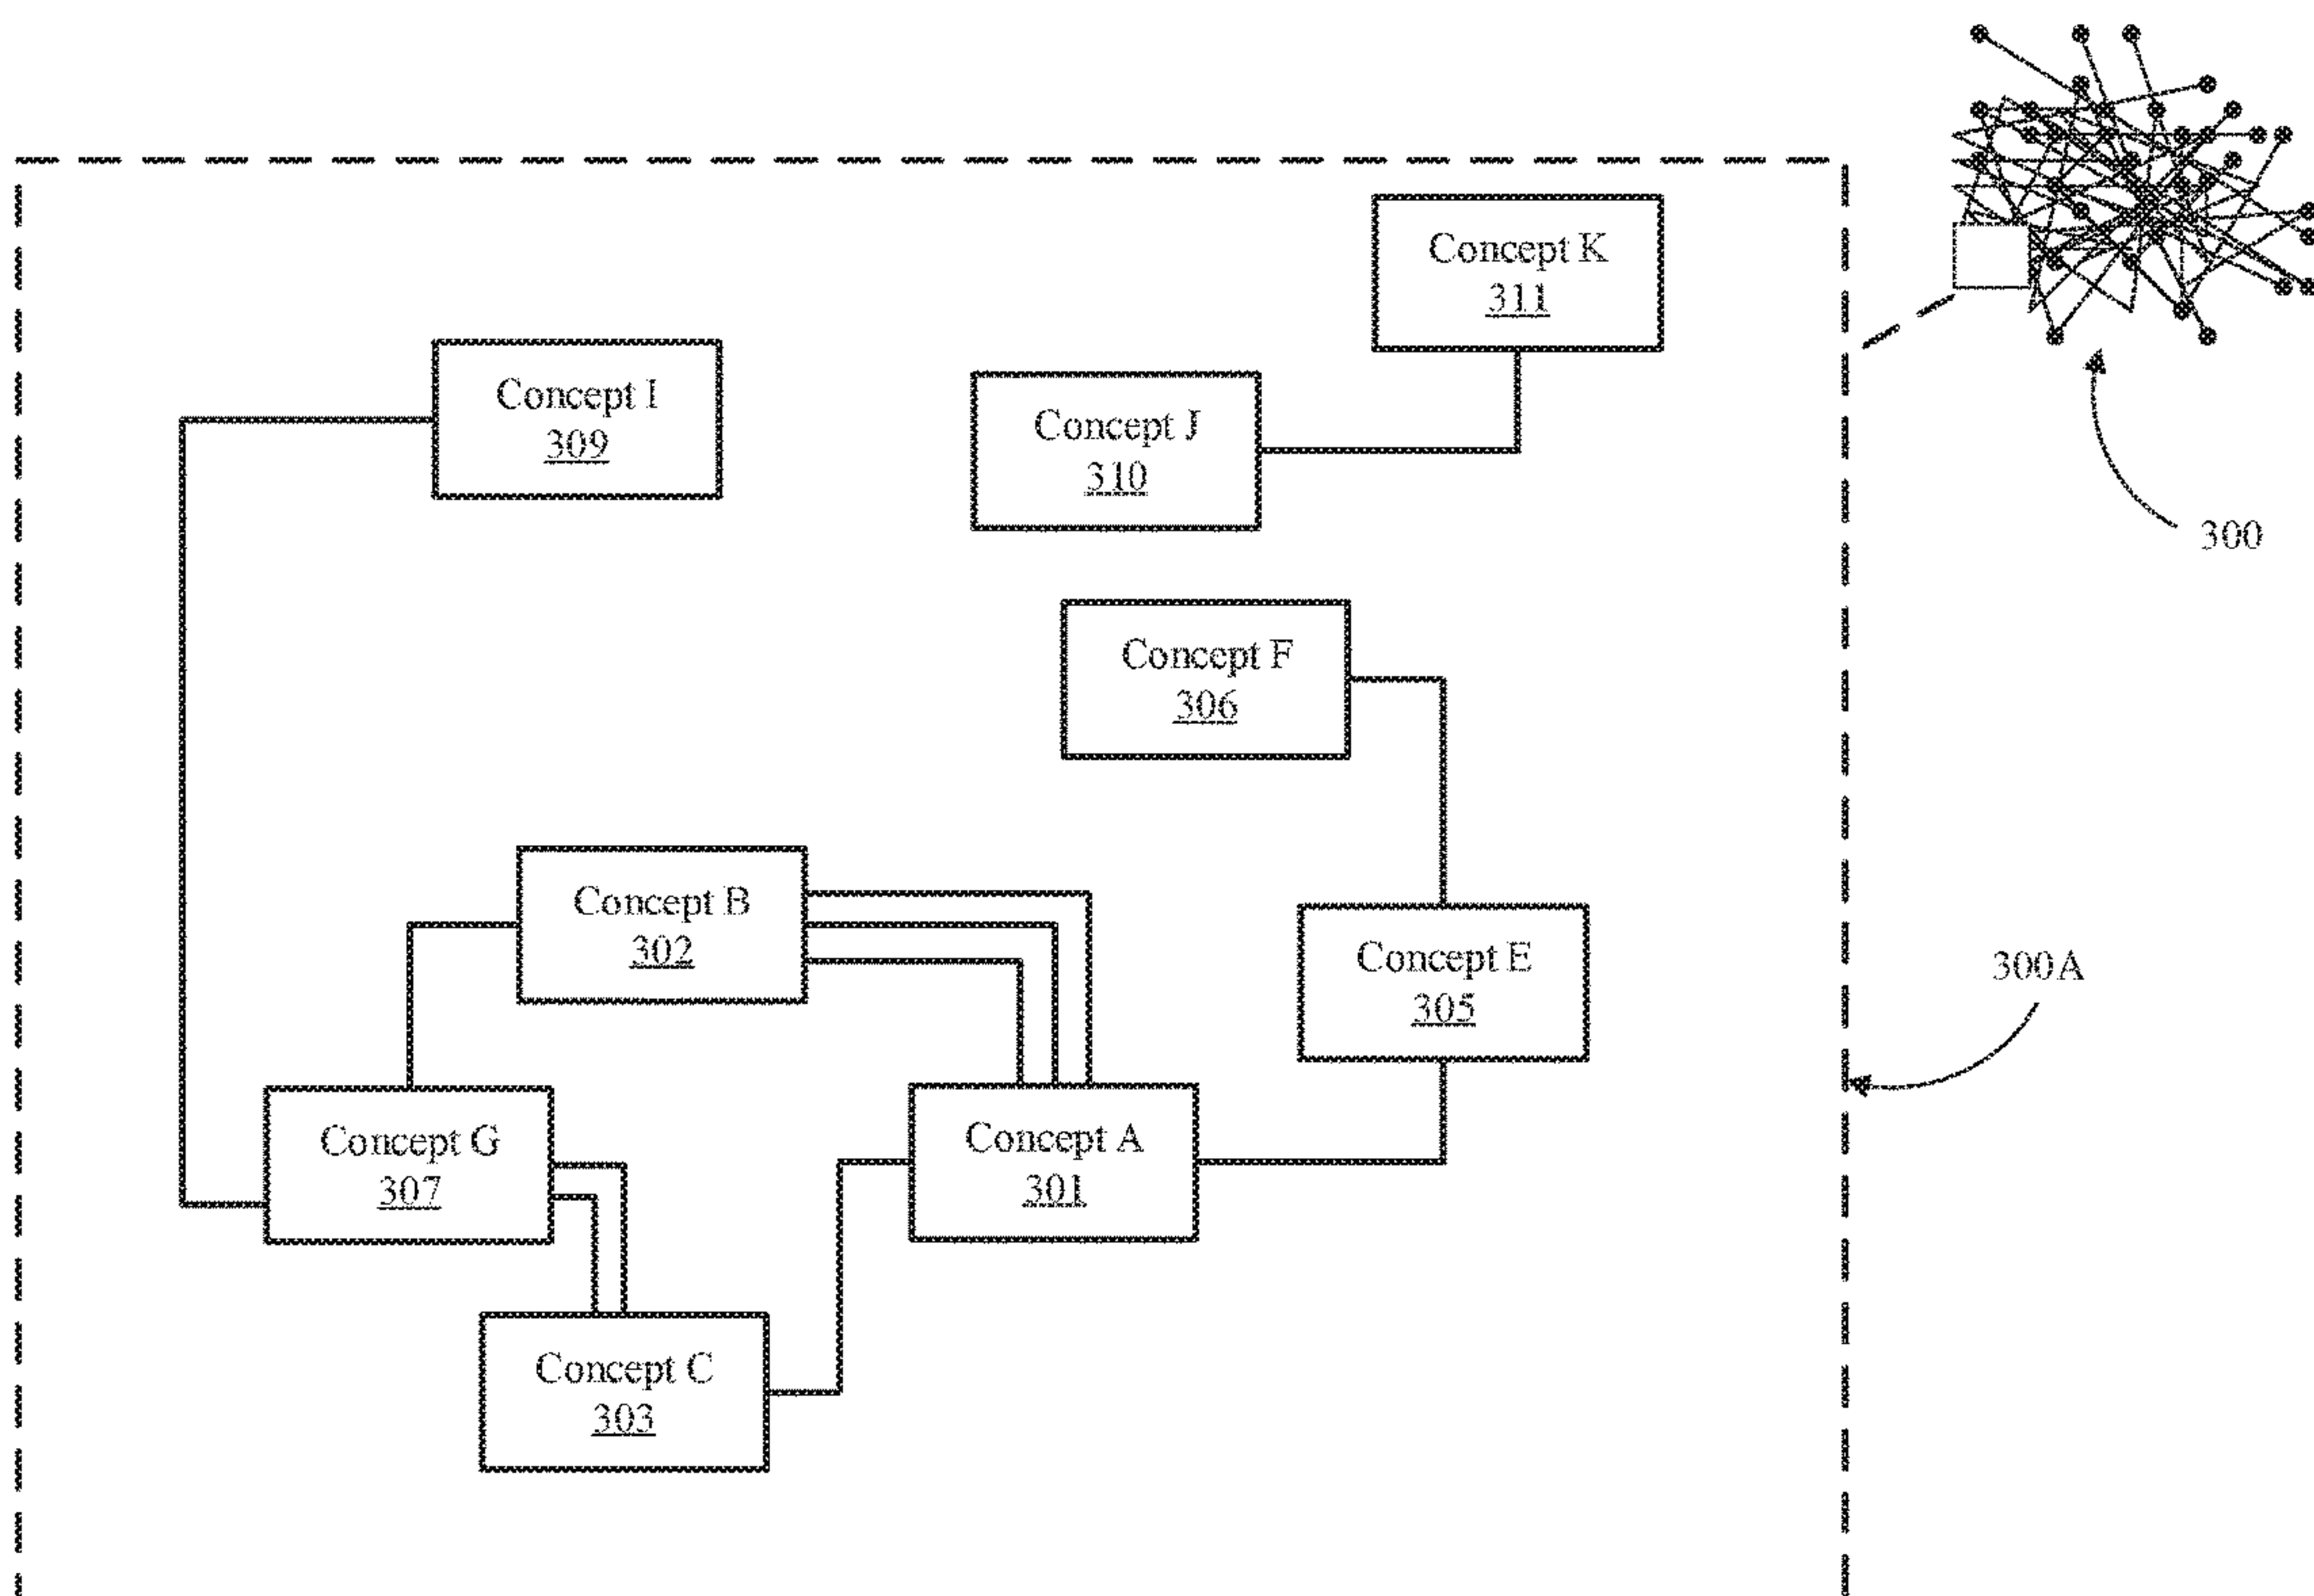 Concept K
311
Concept I
309
Concept J
310
300
Concept F
306
Concept B
302
Concept E
305
300A
Concept G
307
Concept A
301
Concept C
303